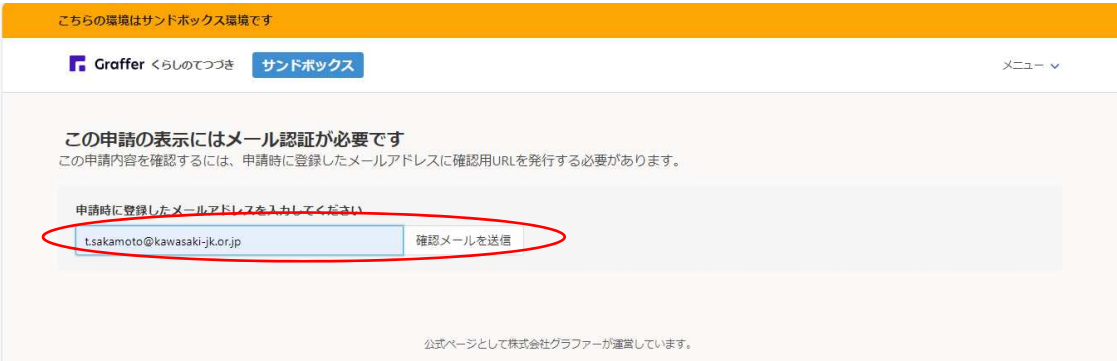 こちらの環境はサンドボックス環境です
Graffer くらしのてつづき サンドボックス メニュー
この申請の表示にはメール認証が必要です
この申請内容を確認するには、申請時に登録したメールアドレスに確認用URLを発行する必要があります。
申請時に登録したメールアドレスを入力してください
t.sakamoto@kawasaki-jk.or.jp 確認メールを送信
公式ページとして株式会社グラファーが運営しています。